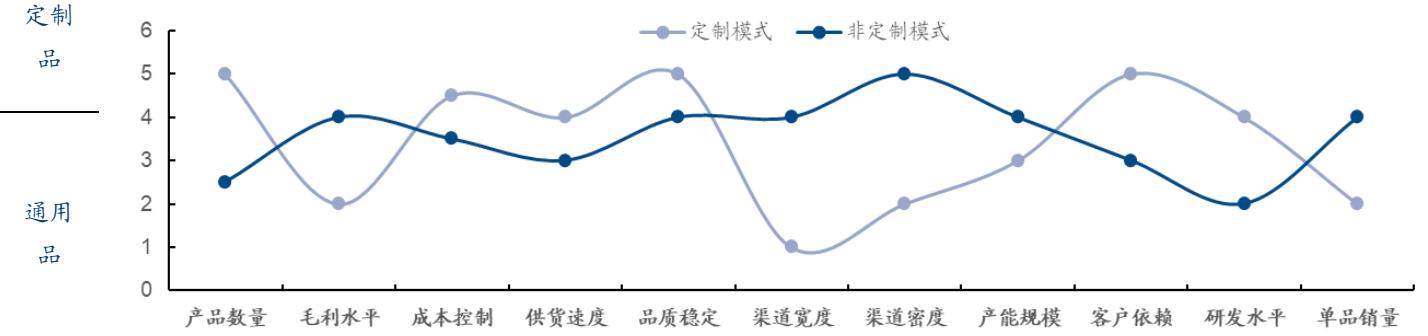 定制
品
通用
品
定制模式
非定制模式
6
5
4
3
2
1
0
产品数量
毛利水平
成本控制
供货速度
品质稳定
渠道宽度
渠道密度
产能规模
客户依赖
研发水平
单品销量